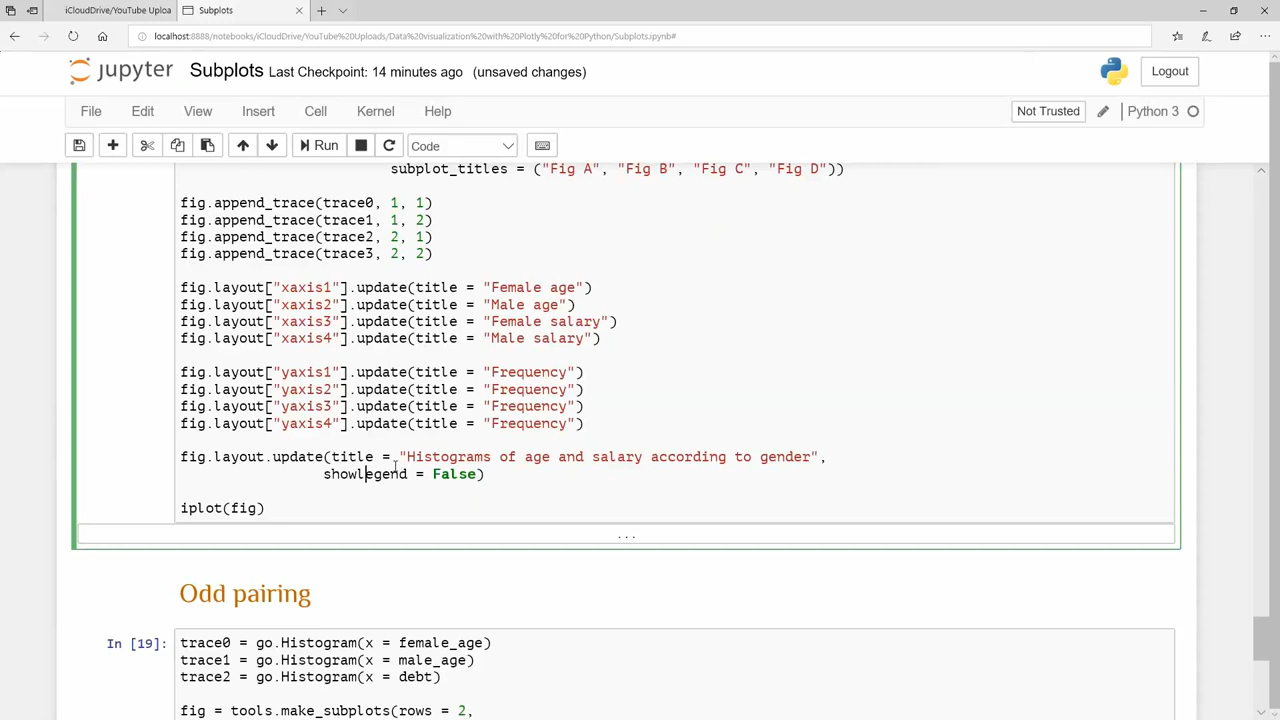 iCloudDrive/YouTube Uploa
Subplots
localhost:8888/notebooks/iCloudDrive/YouTube%20Uploads/Data%20visualization%20with%20Plotly%20for%20Python/Subplots.ipynb#
jupyter Subplots Last Checkpoint: 14 minutes ago (unsaved changes)
Logout
File Edit View Insert Cell Kernel Help
Not Trusted
Python 3
Run
Code
subplot_titles = ("Fig A", "Fig B", "Fig C", "Fig D"))
fig.append_trace(trace0, 1, 1)
fig.append_trace(trace1, 1, 2)
fig.append_trace(trace2, 2, 1)
fig.append_trace(trace3, 2, 2)
fig.layout["xaxis1"].update(title = "Female age")
fig.layout["xaxis2"].update(title = "Male age")
fig.layout["xaxis3"].update(title = "Female salary")
fig.layout["xaxis4"].update(title = "Male salary")
fig.layout["yaxis1"].update(title = "Frequency")
fig.layout["yaxis2"].update(title = "Frequency")
fig.layout["yaxis3"].update(title = "Frequency")
fig.layout["yaxis4"].update(title = "Frequency")
fig.layout.update(title = "Histograms of age and salary according to gender",
showlegend = False)
iplot(fig)
...
Odd pairing
In [19]:
trace0 = go.Histogram(x = female_age)
trace1 = go.Histogram(x = male_age)
trace2 = go.Histogram(x = debt)
fig = tools.make_subplots(rows = 2,